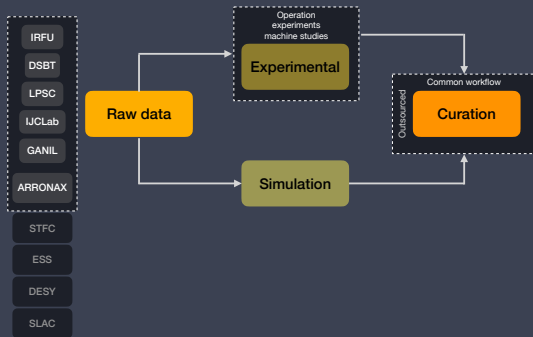 IRFU
DSBT
LPSC
IJCLab
GANIL
ARRONAX
STFC
ESS
DESY
SLAC
Raw data
Operation
experiments
machine studies
Experimental
Simulation
Common workflow
Outsourced
Curation